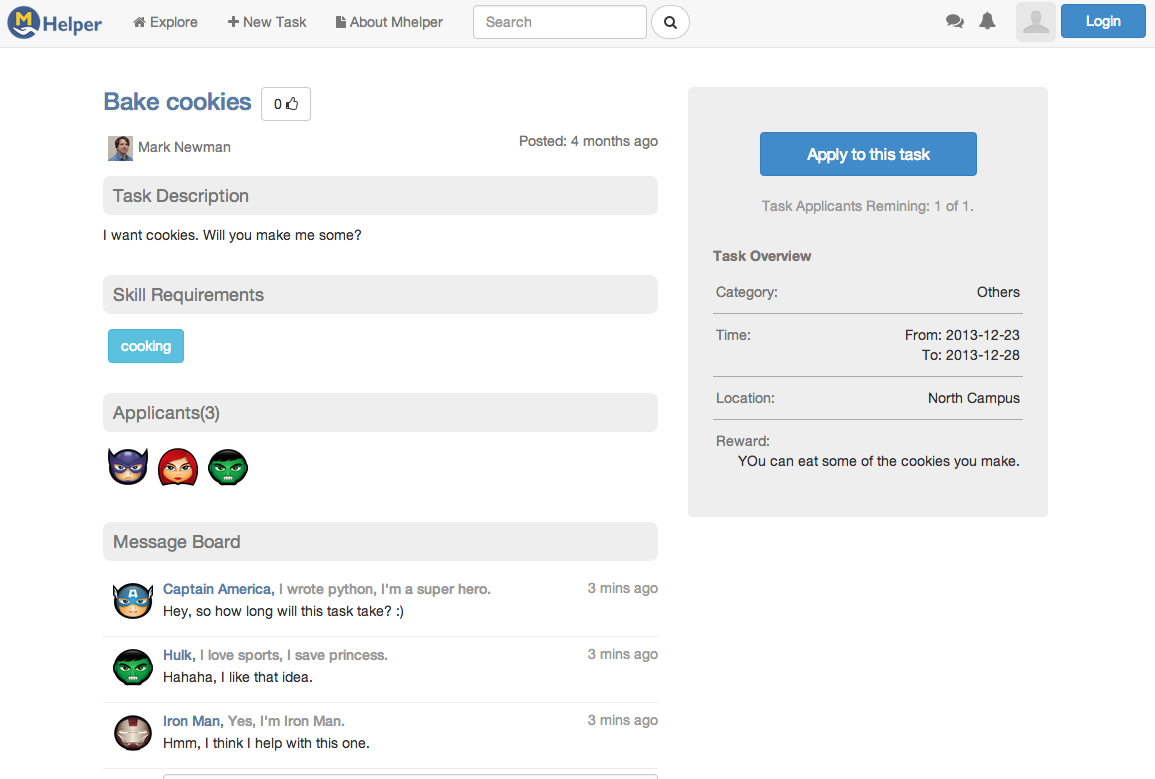 M Helper
Explore
New Task
About Mhelper
Search
Login
Bake cookies
0
Mark Newman
Posted: 4 months ago
Task Description
I want cookies. Will you make me some?
Skill Requirements
cooking
Applicants(3)
Message Board
Captain America, I wrote python, I'm a super hero.
3 mins ago
Hey, so how long will this task take? :)
Hulk, I love sports, I save princess.
3 mins ago
Hahaha, I like that idea.
Iron Man, Yes, I'm Iron Man.
3 mins ago
Hmm, I think I help with this one.
Apply to this task
Task Applicants Remining: 1 of 1.
Task Overview
Category:
Others
Time:
From: 2013-12-23
To: 2013-12-28
Location:
North Campus
Reward:
YOu can eat some of the cookies you make.